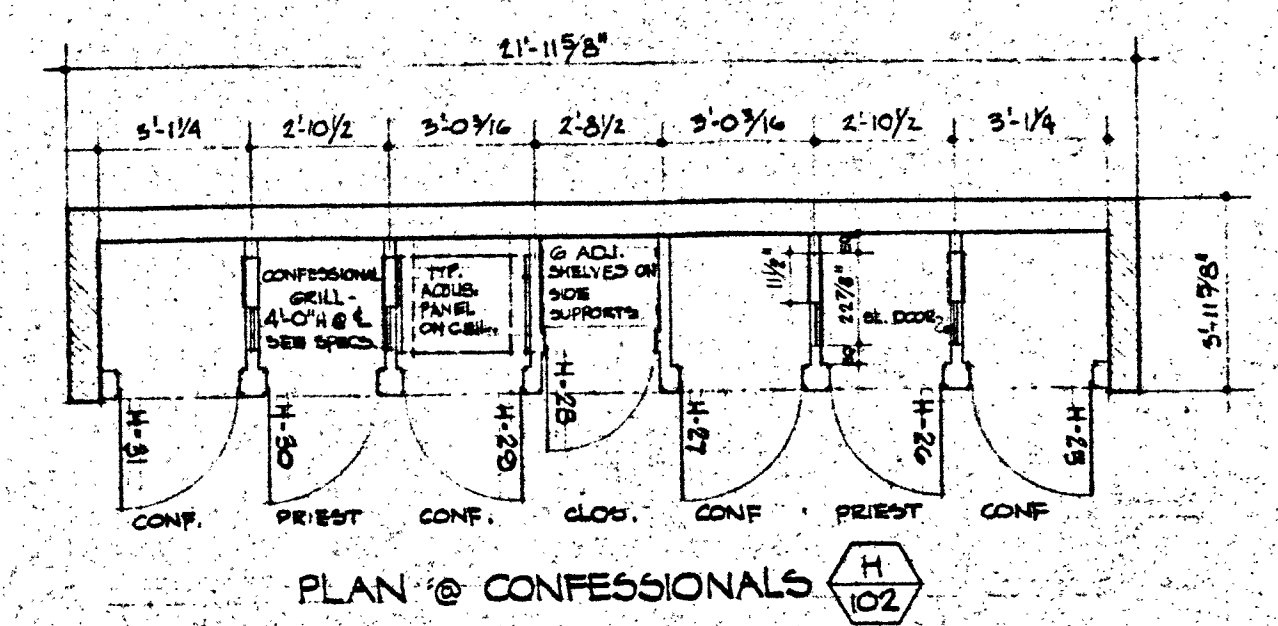 21'-11 5/8"
3'-1 1/4 2'-10 1/2 3'-0 3/16 2'-8 1/2 3'-0 3/16 2'-10 1/2 3'-1 1/4
CONFESSIONAL
GRILL -
4'-0"H @ ℄
SEE SPECS.
TYP.
ACOUS.
PANEL
ON CEIL.
6 ADJ.
SHELVES ON
SIDE
SUPPORTS
11 1/2"
22 7/8"
SL. DOOR
3'-11 5/8"
H-31
H-30
H-29
H-28
H-27
H-26
H-25
CONF. PRIEST CONF. CLOS. CONF PRIEST CONF
PLAN @ CONFESSIONALS
H
102